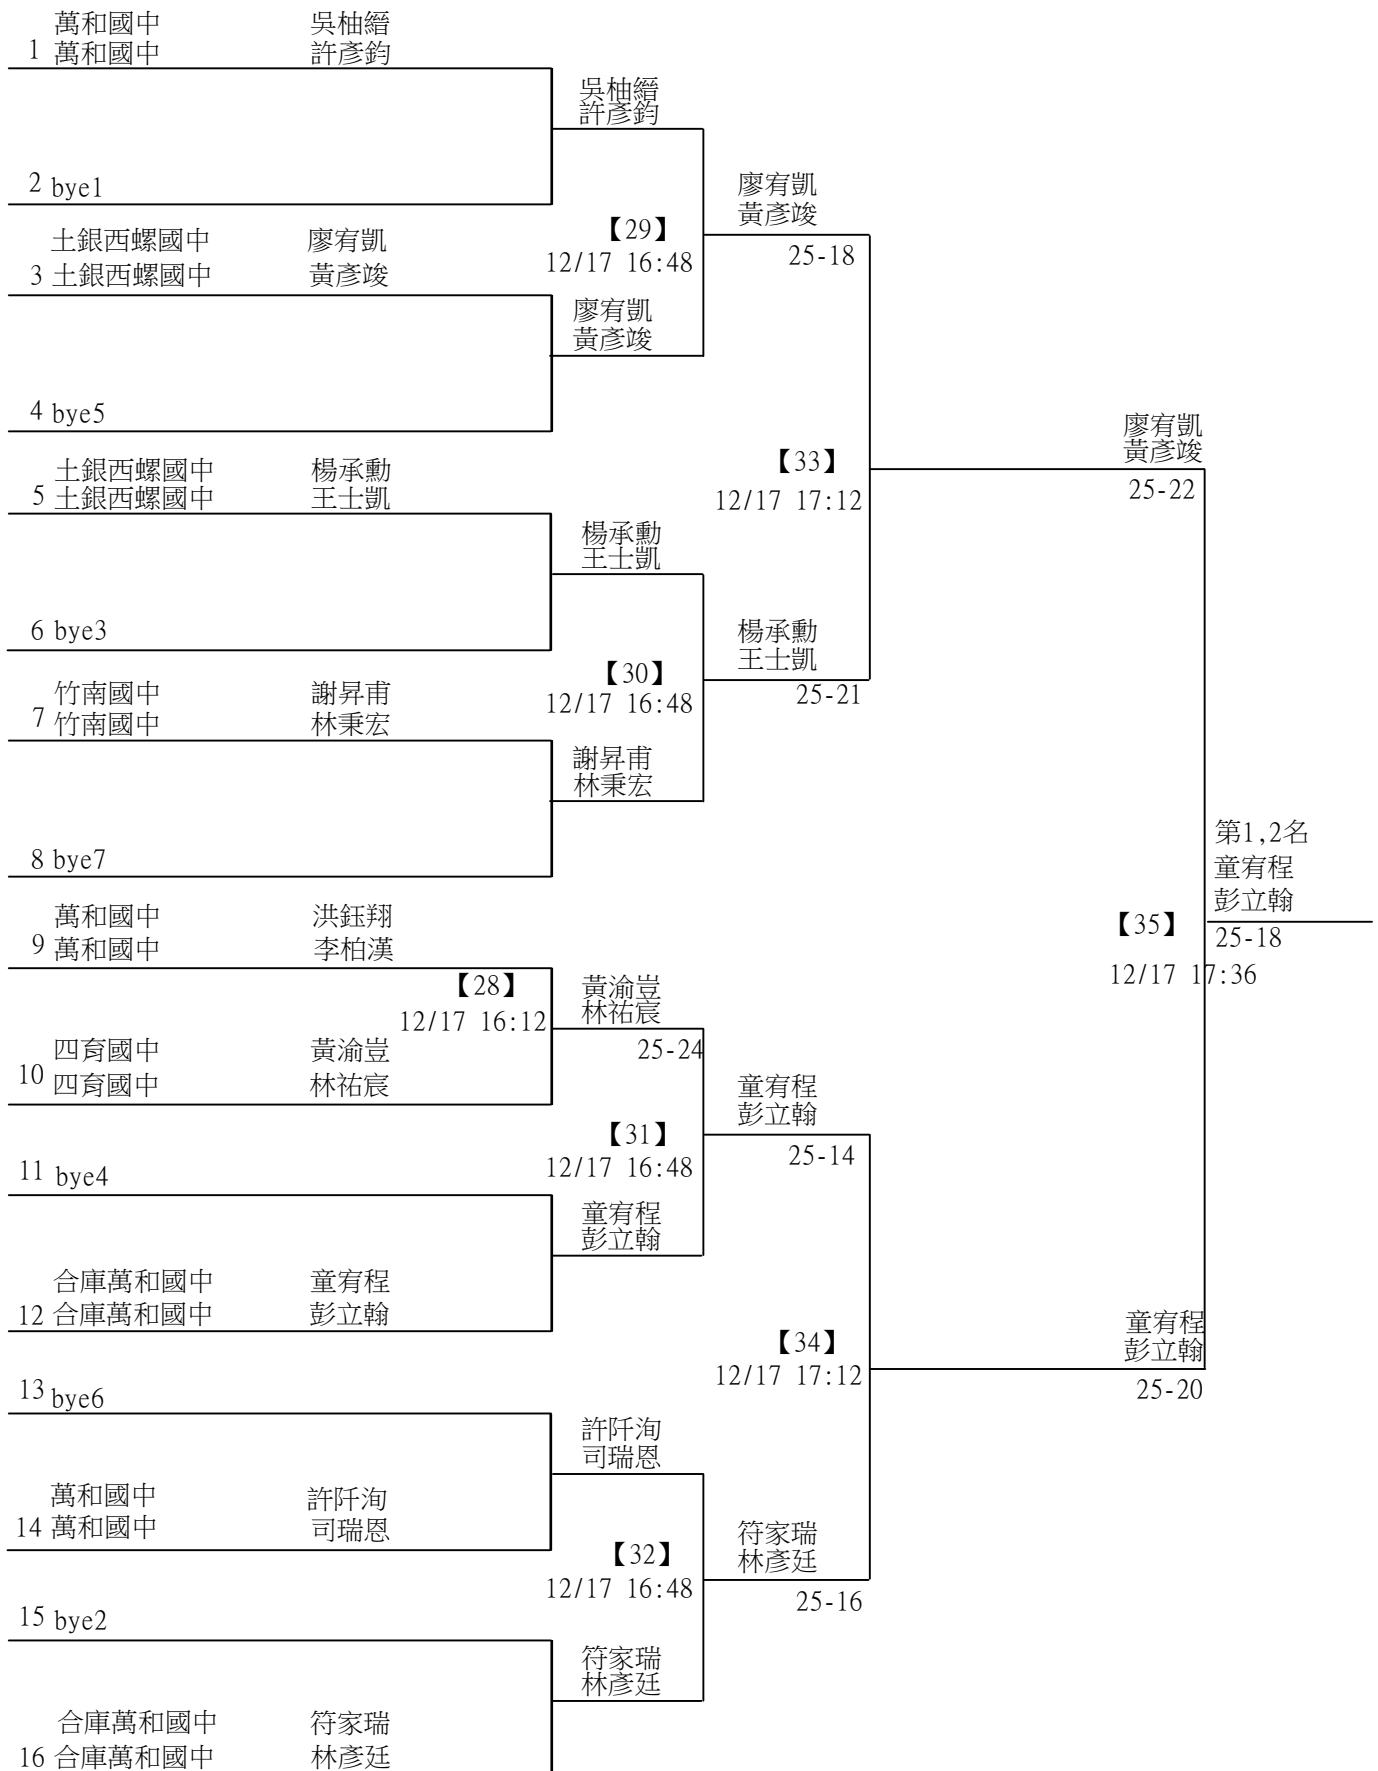 萬和國中 吳柚縉
1 萬和國中 許彥鈞
吳柚縉
許彥鈞
2 bye1
廖宥凱
黃彥竣
25-18
【29】
12/17 16:48
土銀西螺國中 廖宥凱
3 土銀西螺國中 黃彥竣
廖宥凱
黃彥竣
4 bye5
廖宥凱
黃彥竣
25-22
【33】
12/17 17:12
土銀西螺國中 楊承勳
5 土銀西螺國中 王士凱
楊承勳
王士凱
6 bye3
楊承勳
王士凱
25-21
【30】
12/17 16:48
竹南國中 謝昇甫
7 竹南國中 林秉宏
謝昇甫
林秉宏
8 bye7
第1,2名
童宥程
彭立翰
25-18
【35】
12/17 17:36
萬和國中 洪鈺翔
9 萬和國中 李柏漢
【28】
12/17 16:12
黃渝豈
林祐宸
25-24
四育國中 黃渝豈
10 四育國中 林祐宸
童宥程
彭立翰
25-14
【31】
12/17 16:48
11 bye4
童宥程
彭立翰
合庫萬和國中 童宥程
12 合庫萬和國中 彭立翰
【34】
12/17 17:12
童宥程
彭立翰
25-20
13 bye6
許阡洵
司瑞恩
萬和國中 許阡洵
14 萬和國中 司瑞恩
【32】
12/17 16:48
符家瑞
林彥廷
25-16
15 bye2
符家瑞
林彥廷
合庫萬和國中 符家瑞
16 合庫萬和國中 林彥廷